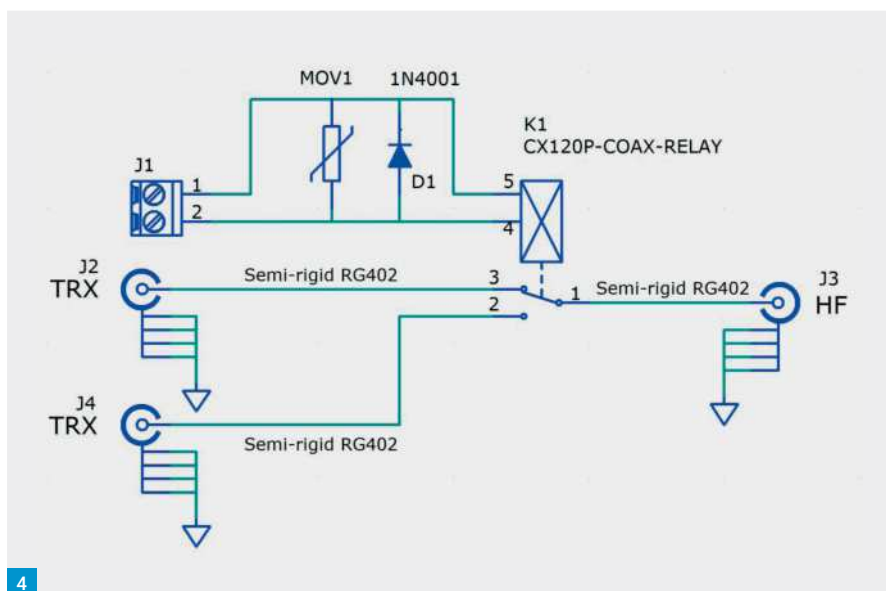 MOV1
1N4001
K1
CX120P-COAX-RELAY
J1
1
2
D1
5
4
J2
TRX
Semi-rigid RG402
3
2
1
Semi-rigid RG402
J3
HF
J4
TRX
Semi-rigid RG402
4